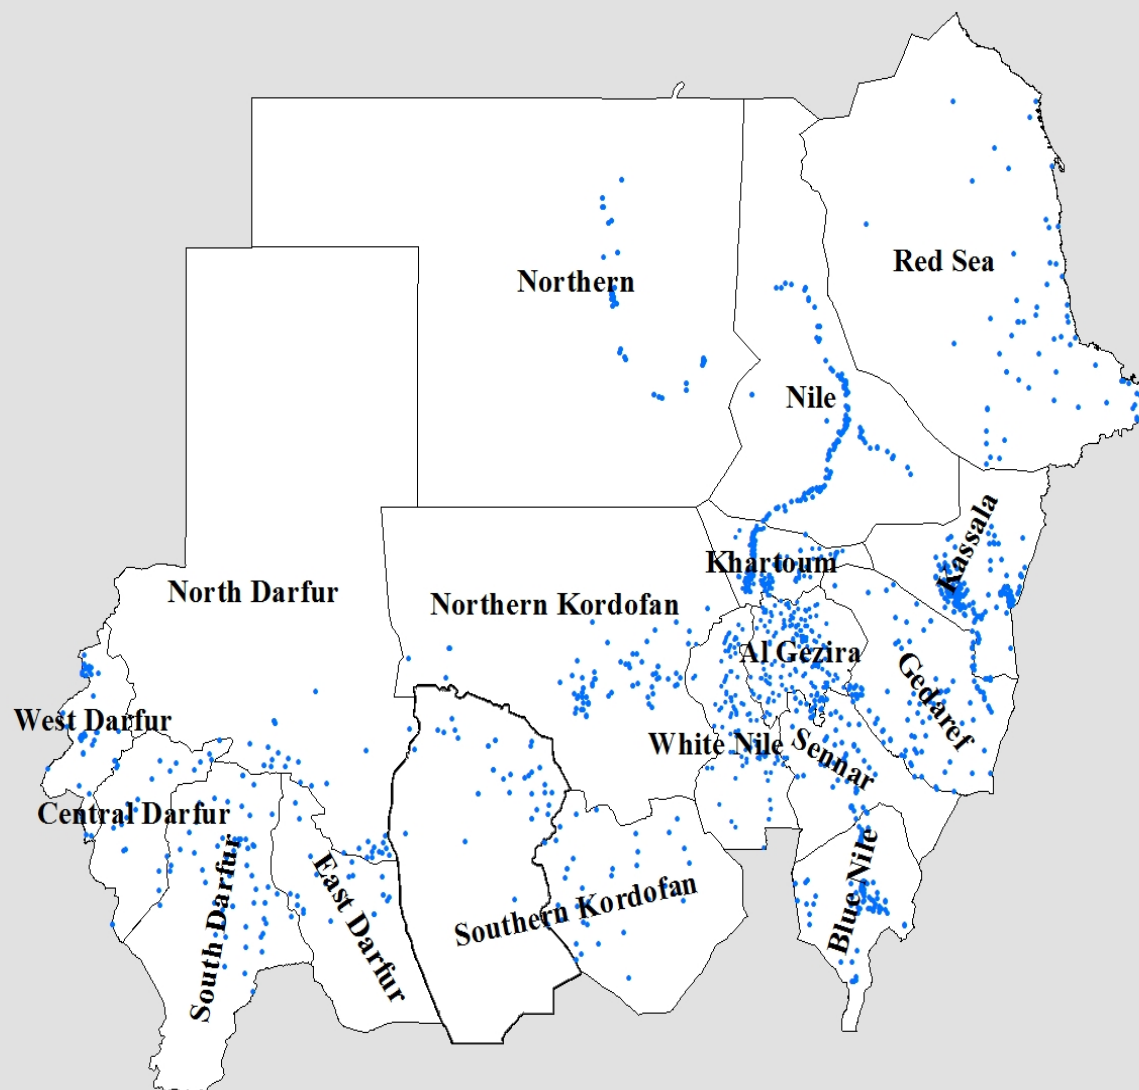 Red Sea
Northern
Nile
Kassala
Khartoum
North Darfur
Northern Kordofan
Al Gezira
Gedaref
West Darfur
White Nile
Sennar
Central Darfur
Blue Nile
South Darfur
East Darfur
Southern Kordofan